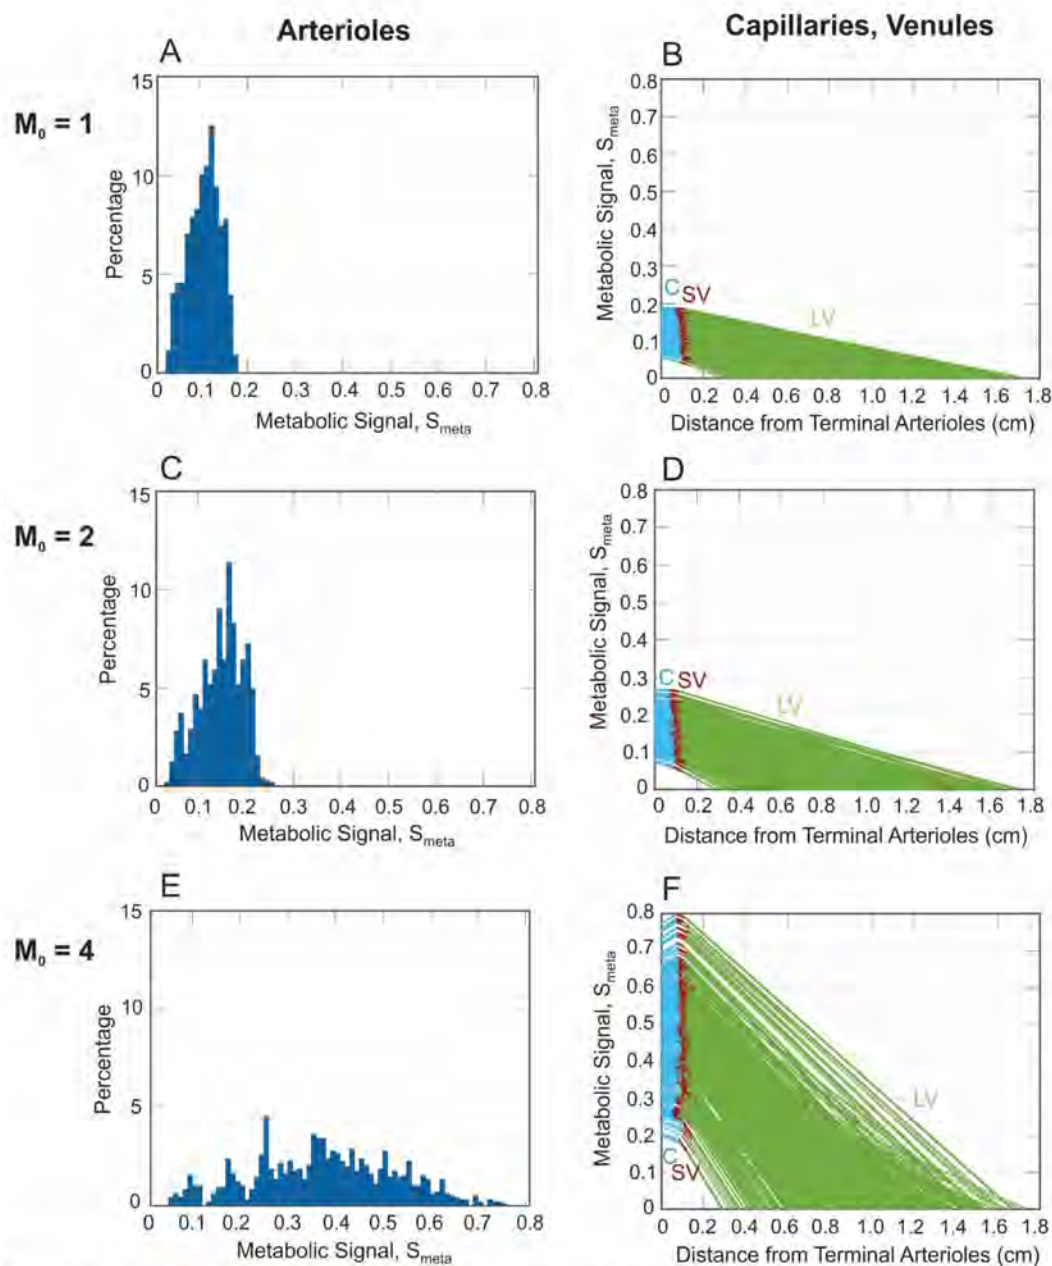 Arterioles
Capillaries, Venules
M₀ = 1
A
15
10
5
0
Percentage
0 0.1 0.2 0.3 0.4 0.5 0.6 0.7 0.8
Metabolic Signal, S_meta
B
0.8
0.7
0.6
0.5
0.4
0.3
0.2
0.1
0
Metabolic Signal, S_meta
C SV
LV
0.2 0.4 0.6 0.8 1.0 1.2 1.4 1.6 1.8
Distance from Terminal Arterioles (cm)
M₀ = 2
C
15
10
5
0
Percentage
0 0.1 0.2 0.3 0.4 0.5 0.6 0.7 0.8
Metabolic Signal, S_meta
D
0.8
0.7
0.6
0.5
0.4
0.3
0.2
0.1
0
Metabolic Signal, S_meta
C SV
LV
0 0.2 0.4 0.6 0.8 1.0 1.2 1.4 1.6 1.8
Distance from Terminal Arterioles (cm)
M₀ = 4
E
15
10
5
0
Percentage
0 0.1 0.2 0.3 0.4 0.5 0.6 0.7 0.8
Metabolic Signal, S_meta
F
0.8
0.7
0.6
0.5
0.4
0.3
0.2
0.1
0
Metabolic Signal, S_meta
LV
C
SV
0 0.2 0.4 0.6 0.8 1.0 1.2 1.4 1.6 1.8
Distance from Terminal Arterioles (cm)